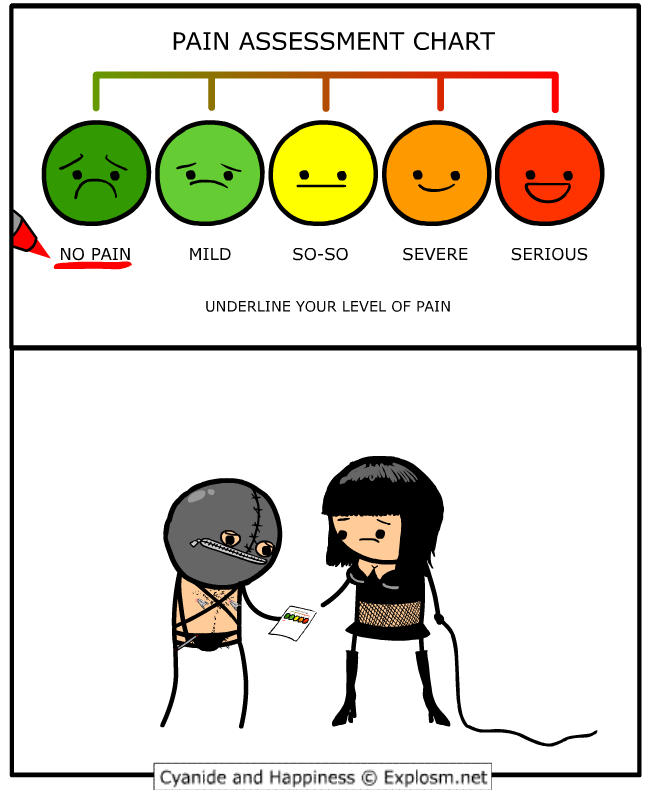 PAIN ASSESSMENT CHART
NO PAIN MILD SO-SO SEVERE SERIOUS
UNDERLINE YOUR LEVEL OF PAIN
Cyanide and Happiness © Explosm.net